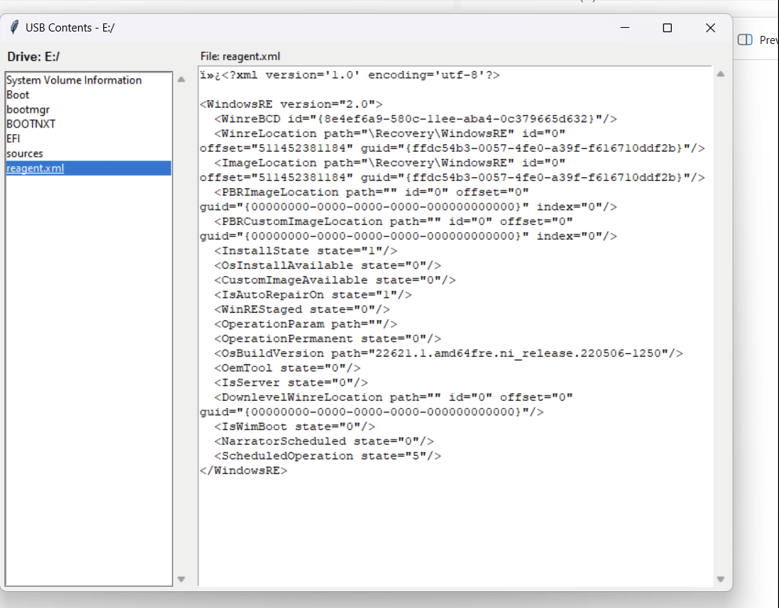 USB Contents - E:/
Drive: E:/
System Volume Information
Boot
bootmgr
BOOTNXT
EFI
sources
reagent.xml
File: reagent.xml
ï»¿<?xml version='1.0' encoding='utf-8'?>
<WindowsRE version="2.0">
<WinreBCD id="{8e4ef6a9-580c-11ee-aba4-0c379665d632}"/>
<WinreLocation path="\Recovery\WindowsRE" id="0"
offset="511452381184" guid="{ffdc54b3-0057-4fe0-a39f-f616710ddf2b}"/>
<ImageLocation path="\Recovery\WindowsRE" id="0"
offset="511452381184" guid="{ffdc54b3-0057-4fe0-a39f-f616710ddf2b}"/>
<PBRImageLocation path="" id="0" offset="0"
guid="{00000000-0000-0000-0000-000000000000}" index="0"/>
<PBRCustomImageLocation path="" id="0" offset="0"
guid="{00000000-0000-0000-0000-000000000000}" index="0"/>
<InstallState state="1"/>
<OsInstallAvailable state="0"/>
<CustomImageAvailable state="0"/>
<IsAutoRepairOn state="1"/>
<WinREStaged state="0"/>
<OperationParam path=""/>
<OperationPermanent state="0"/>
<OsBuildVersion path="22621.1.amd64fre.ni_release.220506-1250"/>
<OemTool state="0"/>
<IsServer state="0"/>
<DownlevelWinreLocation path="" id="0" offset="0"
guid="{00000000-0000-0000-0000-000000000000}"/>
<IsWimBoot state="0"/>
<NarratorScheduled state="0"/>
<ScheduledOperation state="5"/>
</WindowsRE>